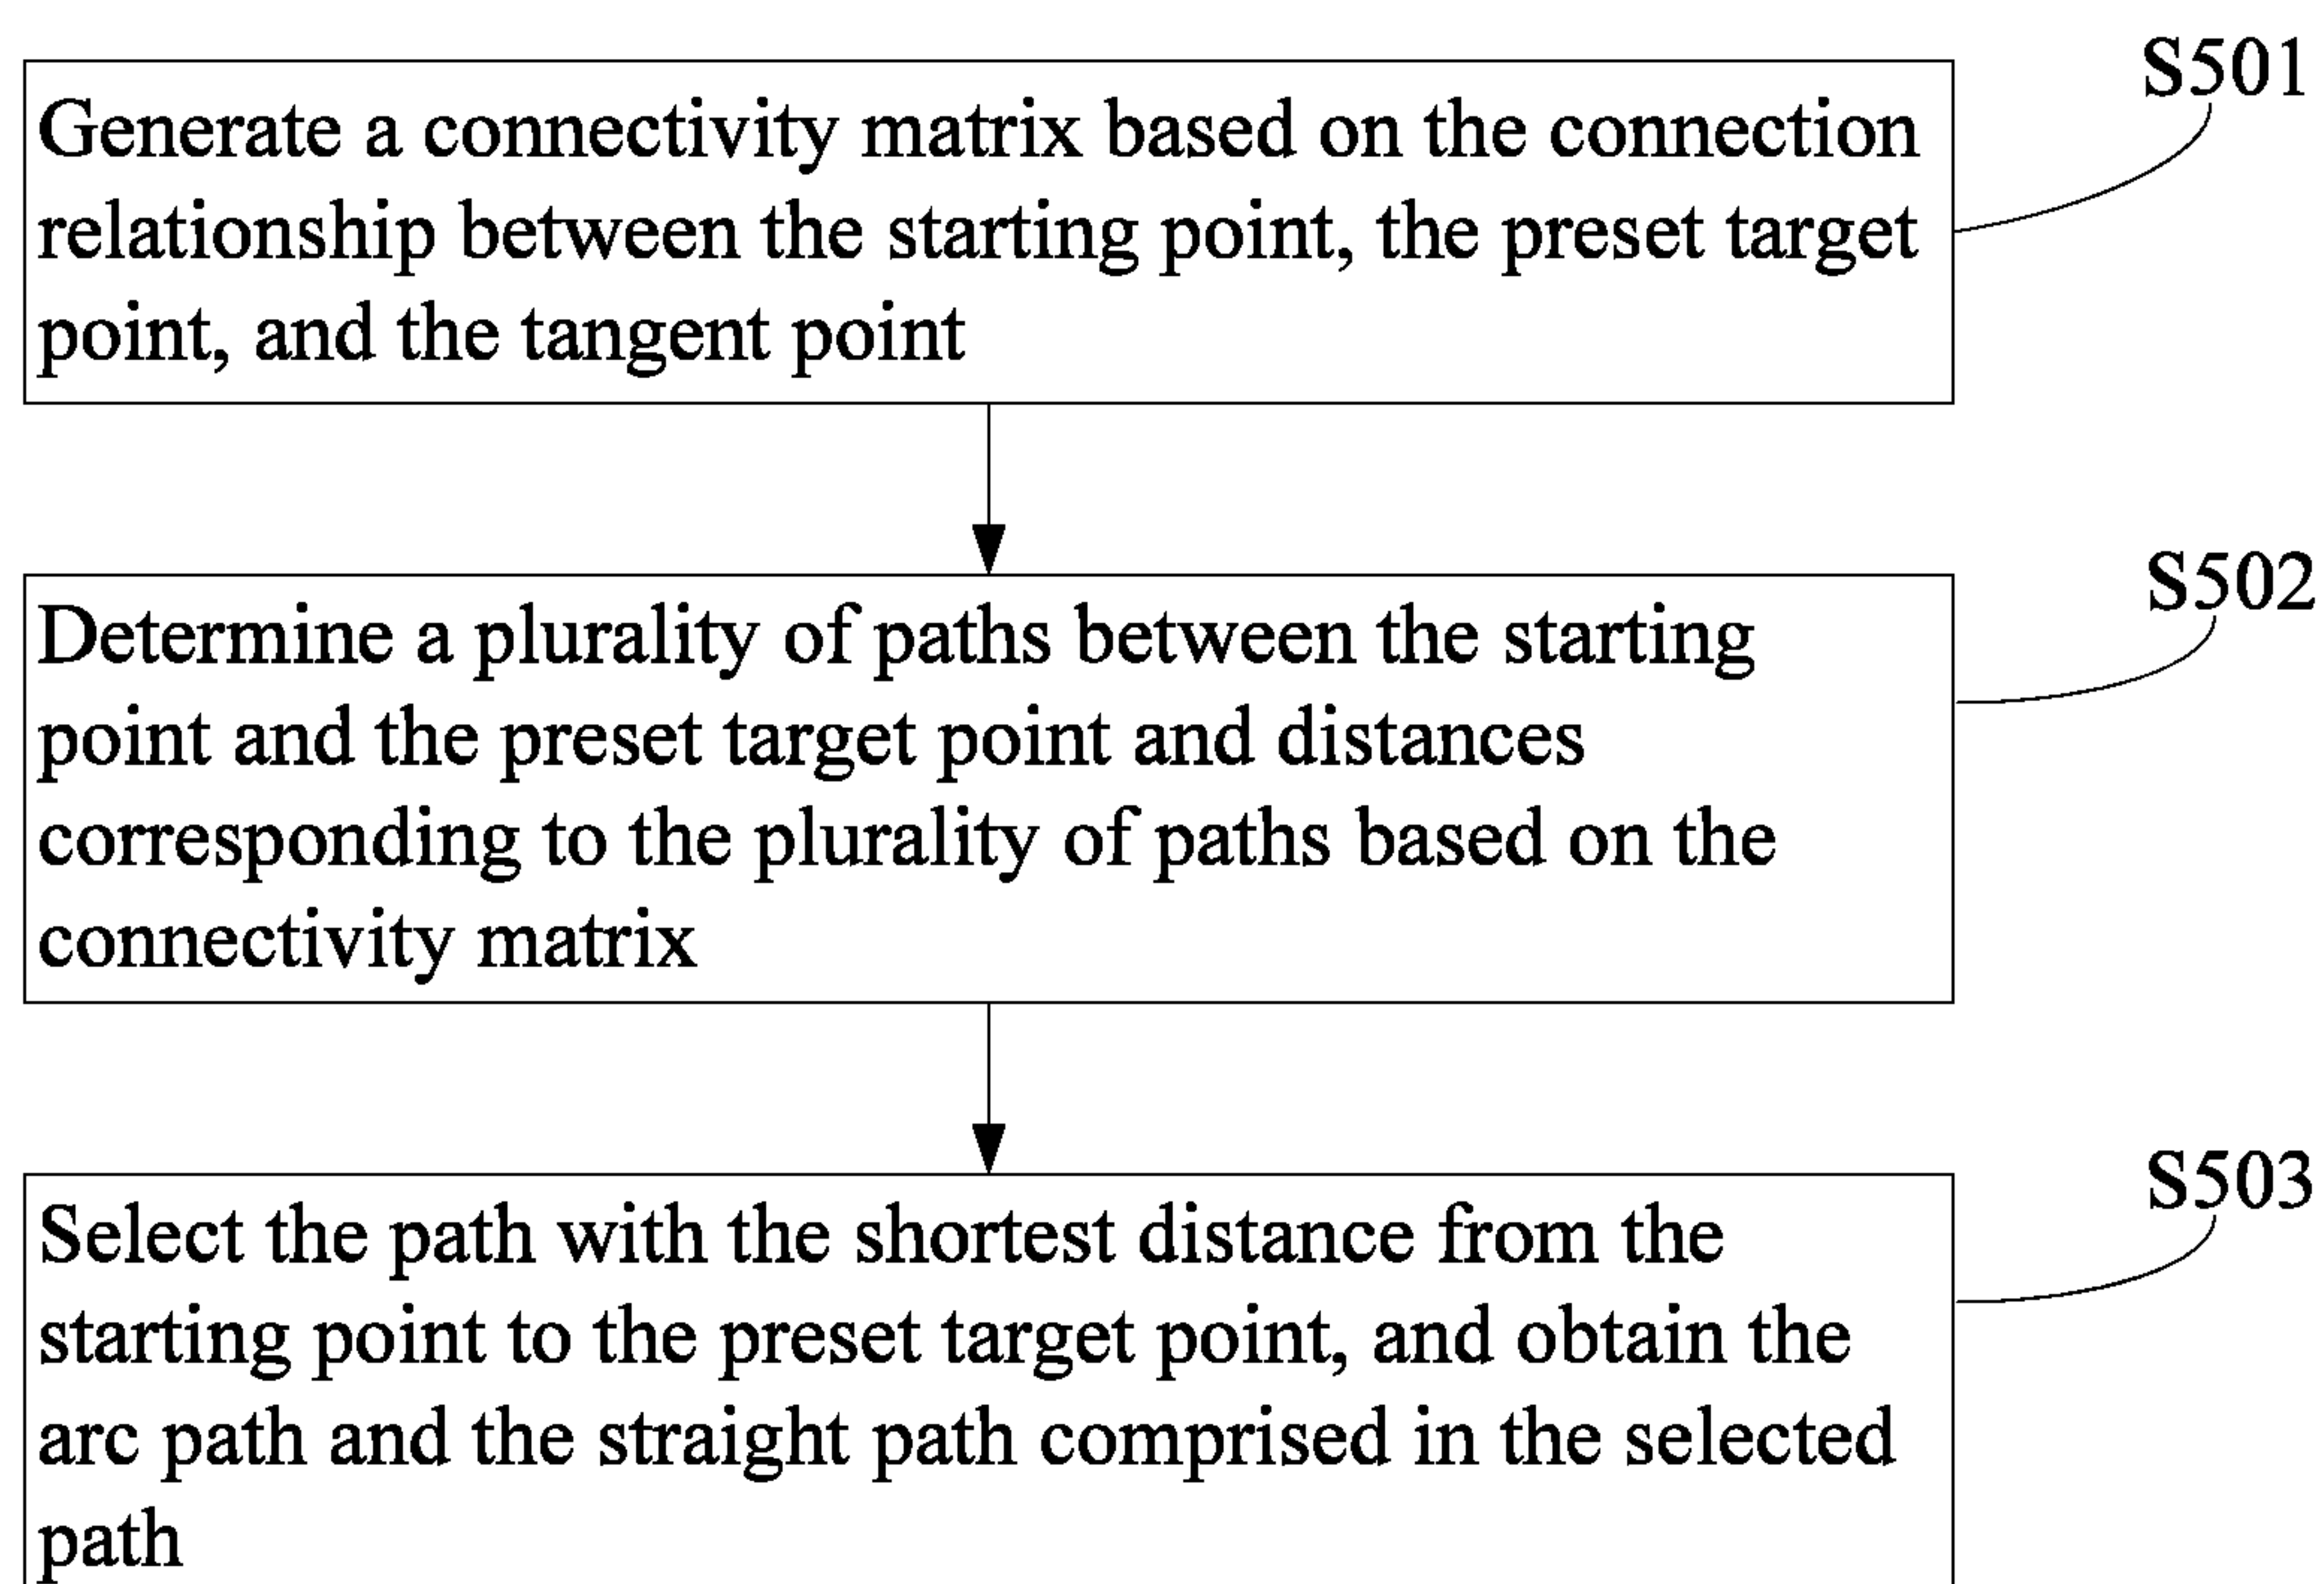 S501
Generate a connectivity matrix based on the connection
relationship between the starting point, the preset target
point, and the tangent point
S502
Determine a plurality of paths between the starting
point and the preset target point and distances
corresponding to the plurality of paths based on the
connectivity matrix
S503
Select the path with the shortest distance from the
starting point to the preset target point, and obtain the
arc path and the straight path comprised in the selected
path